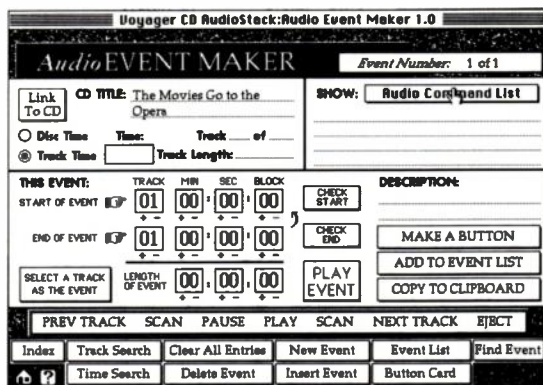 Voyager CD AudioStack:Audio Event Maker 1.0
Audio EVENT MAKER
Event Number: 1 of 1
Link To CD
CD TITLE: The Movies Go to the Opera
SHOW: Audio Command List
Disc Time Time: Track of
Track Time Track Length:
THIS EVENT: TRACK MIN SEC BLOCK
START OF EVENT 01 00 : 00 : 00
+ - + - + - + -
CHECK START
DESCRIPTION:
END OF EVENT 01 00 : 00 : 00
+ - + - + - + -
CHECK END
MAKE A BUTTON
ADD TO EVENT LIST
SELECT A TRACK AS THE EVENT
LENGTH OF EVENT 00 : 00 : 00
+ - + - + -
PLAY EVENT
COPY TO CLIPBOARD
PREV TRACK SCAN PAUSE PLAY SCAN NEXT TRACK EJECT
Index Track Search Clear All Entries New Event Event List Find Event
? Time Search Delete Event Insert Event Button Card